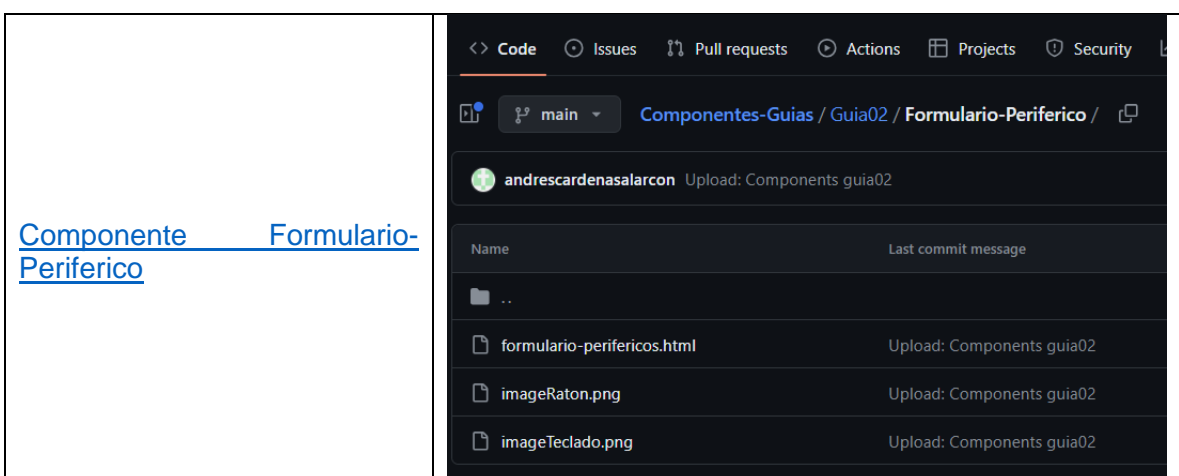 Componente Formulario-
Periferico
<> Code Issues Pull requests Actions Projects Security
main Componentes-Guias / Guia02 / Formulario-Periferico /
andrescardenasalarcon Upload: Components guia02
Name Last commit message
..
formulario-perifericos.html Upload: Components guia02
imageRaton.png Upload: Components guia02
imageTeclado.png Upload: Components guia02